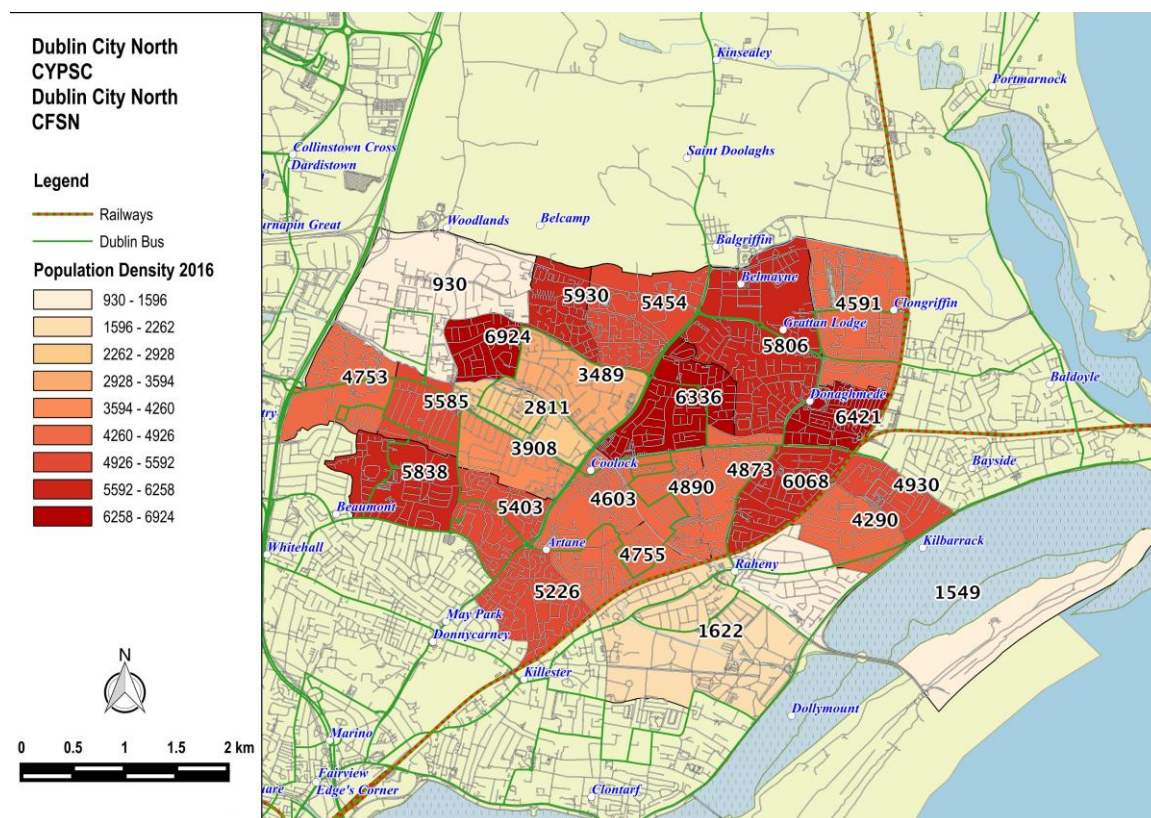 Dublin City North
CYPSC
Dublin City North
CFSN
Legend
Railways
Dublin Bus
Population Density 2016
930 - 1596
1596 - 2262
2262 - 2928
2928 - 3594
3594 - 4260
4260 - 4926
4926 - 5592
5592 - 6258
6258 - 6924
N
0 0.5 1 1.5 2 km
Kinsealey
Portmarnock
Collinstown Cross
Dardistown
Saint Doolaghs
urnapin Great
Woodlands
Belcamp
Balgriffin
930
5930
5454
Belmayne
4591
Clongriffin
Grattan Lodge
6924
5806
4753
3489
Baldoyle
5585
2811
6336
Donaghmede
try
6421
3908
5838
Coolock
4873
Bayside
6068
4930
4603
4890
Beaumont
5403
4290
Whitehall
Artane
4755
Kilbarrack
Raheny
5226
1549
May Park
Donnycarney
1622
Killester
Dollymount
Marino
Fairview
uare
Edge's Corner
Clontarf